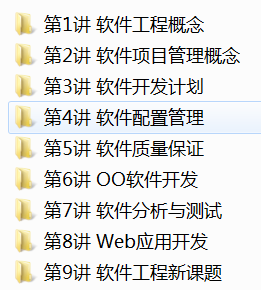 第1讲 软件工程概念
第2讲 软件项目管理概念
第3讲 软件开发计划
第4讲 软件配置管理
第5讲 软件质量保证
第6讲 OO软件开发
第7讲 软件分析与测试
第8讲 Web应用开发
第9讲 软件工程新课题